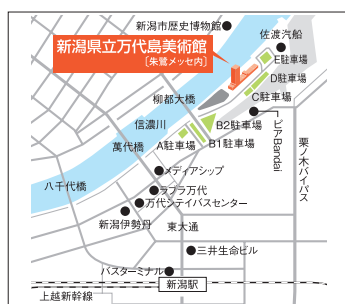 新潟市歴史博物館
佐渡汽船
新潟県立万代島美術館
[朱鷺メッセ内]
E駐車場
D駐車場
C駐車場
柳都大橋
B2駐車場
ピアBandai
信濃川
B1駐車場
A駐車場
萬代橋
栗ノ木バイパス
メディアシップ
八千代橋
ラブラ万代
万代シテイバスセンター
新潟伊勢丹
東大通
三井生命ビル
バスターミナル
新潟駅
上越新幹線